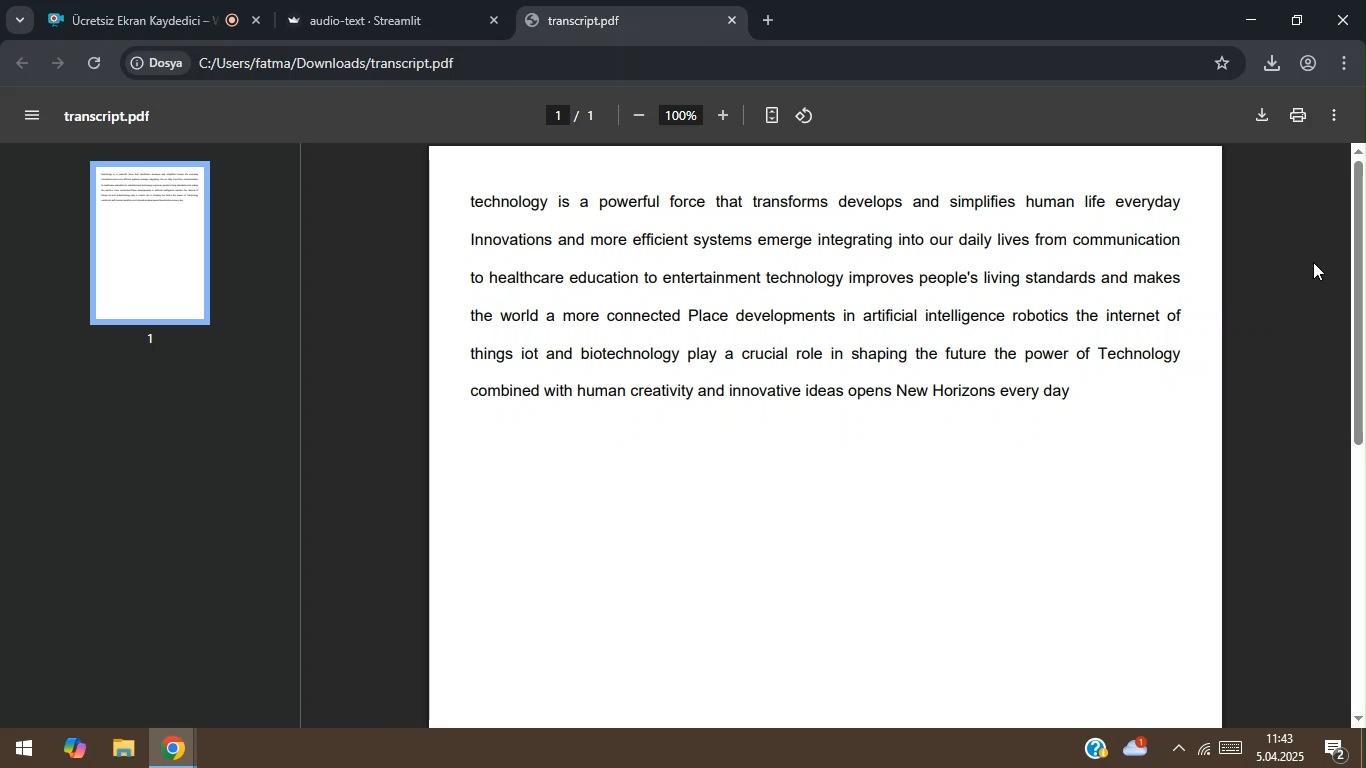 Ücretsiz Ekran Kaydedici –
audio-text · Streamlit
transcript.pdf
Dosya
C:/Users/fatma/Downloads/transcript.pdf
transcript.pdf
1 / 1
100%
technology is a powerful force that transforms develops and simplifies human life everyday
Innovations and more efficient systems emerge integrating into our daily lives from communication
to healthcare education to entertainment technology improves people's living standards and makes
the world a more connected Place developments in artificial intelligence robotics the internet of
things iot and biotechnology play a crucial role in shaping the future the power of Technology
combined with human creativity and innovative ideas opens New Horizons every day
1
1
11:43
5.04.2025
2